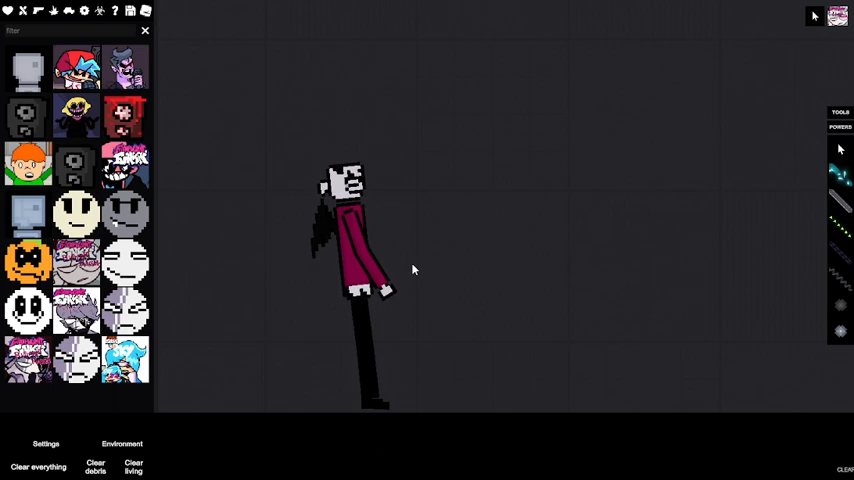 filter
TOOLS
POWERS
Settings
Environment
Clear everything
Clear
debris
Clear
living
CLEAR